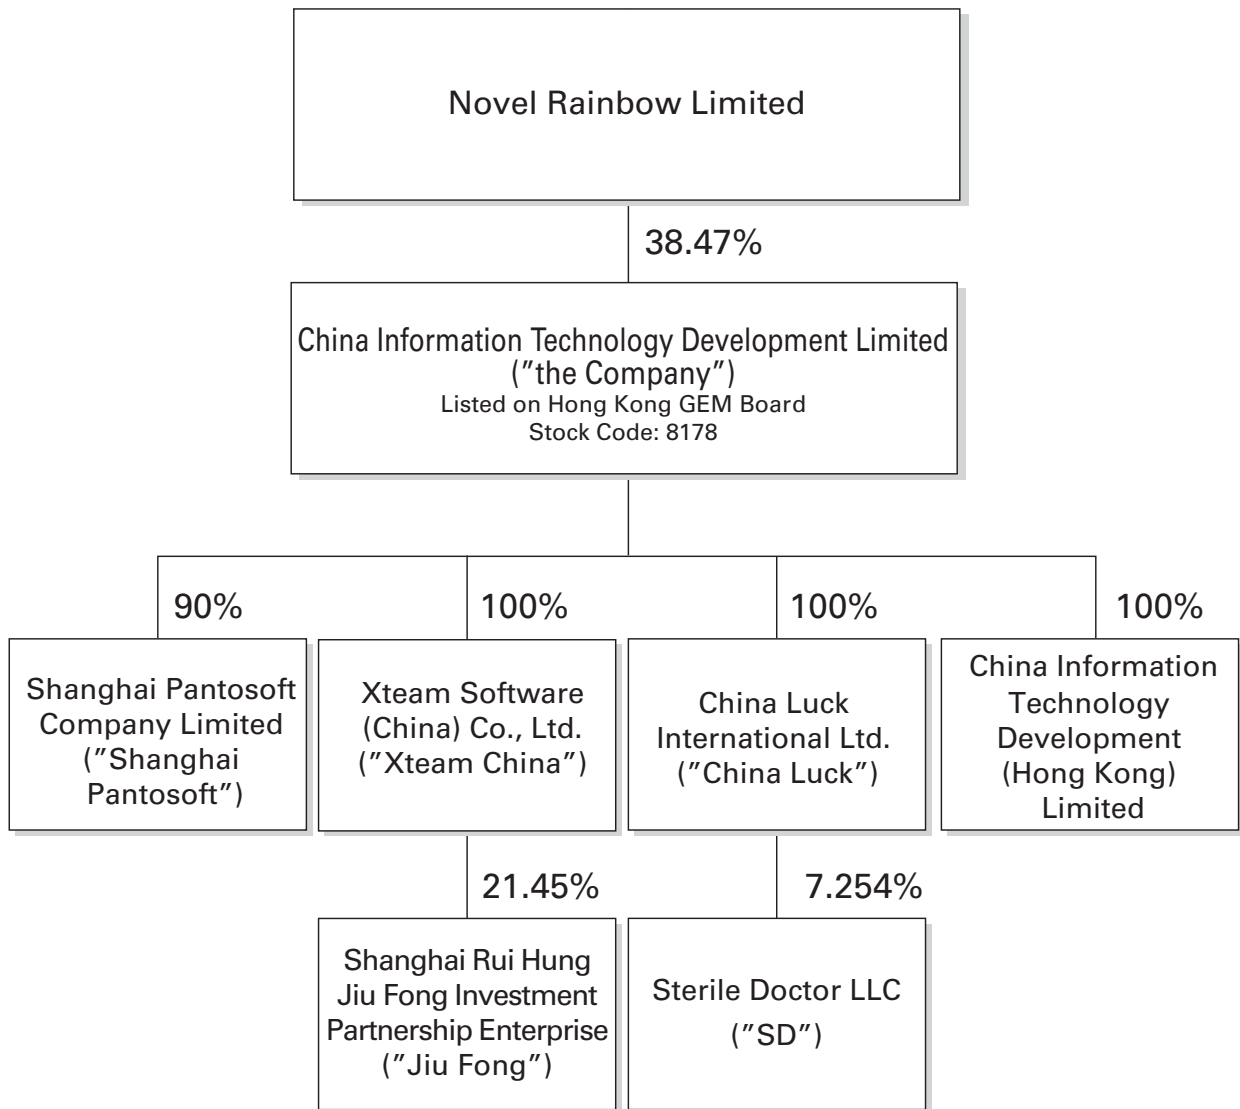 Novel Rainbow Limited
38.47%
China Information Technology Development Limited
("the Company")
Listed on Hong Kong GEM Board
Stock Code: 8178
90%
100%
100%
100%
Shanghai Pantosoft
Company Limited
("Shanghai
Pantosoft")
Xteam Software
(China) Co., Ltd.
("Xteam China")
China Luck
International Ltd.
("China Luck")
China Information
Technology
Development
(Hong Kong)
Limited
21.45%
7.254%
Shanghai Rui Hung
Jiu Fong Investment
Partnership Enterprise
("Jiu Fong")
Sterile Doctor LLC
("SD")